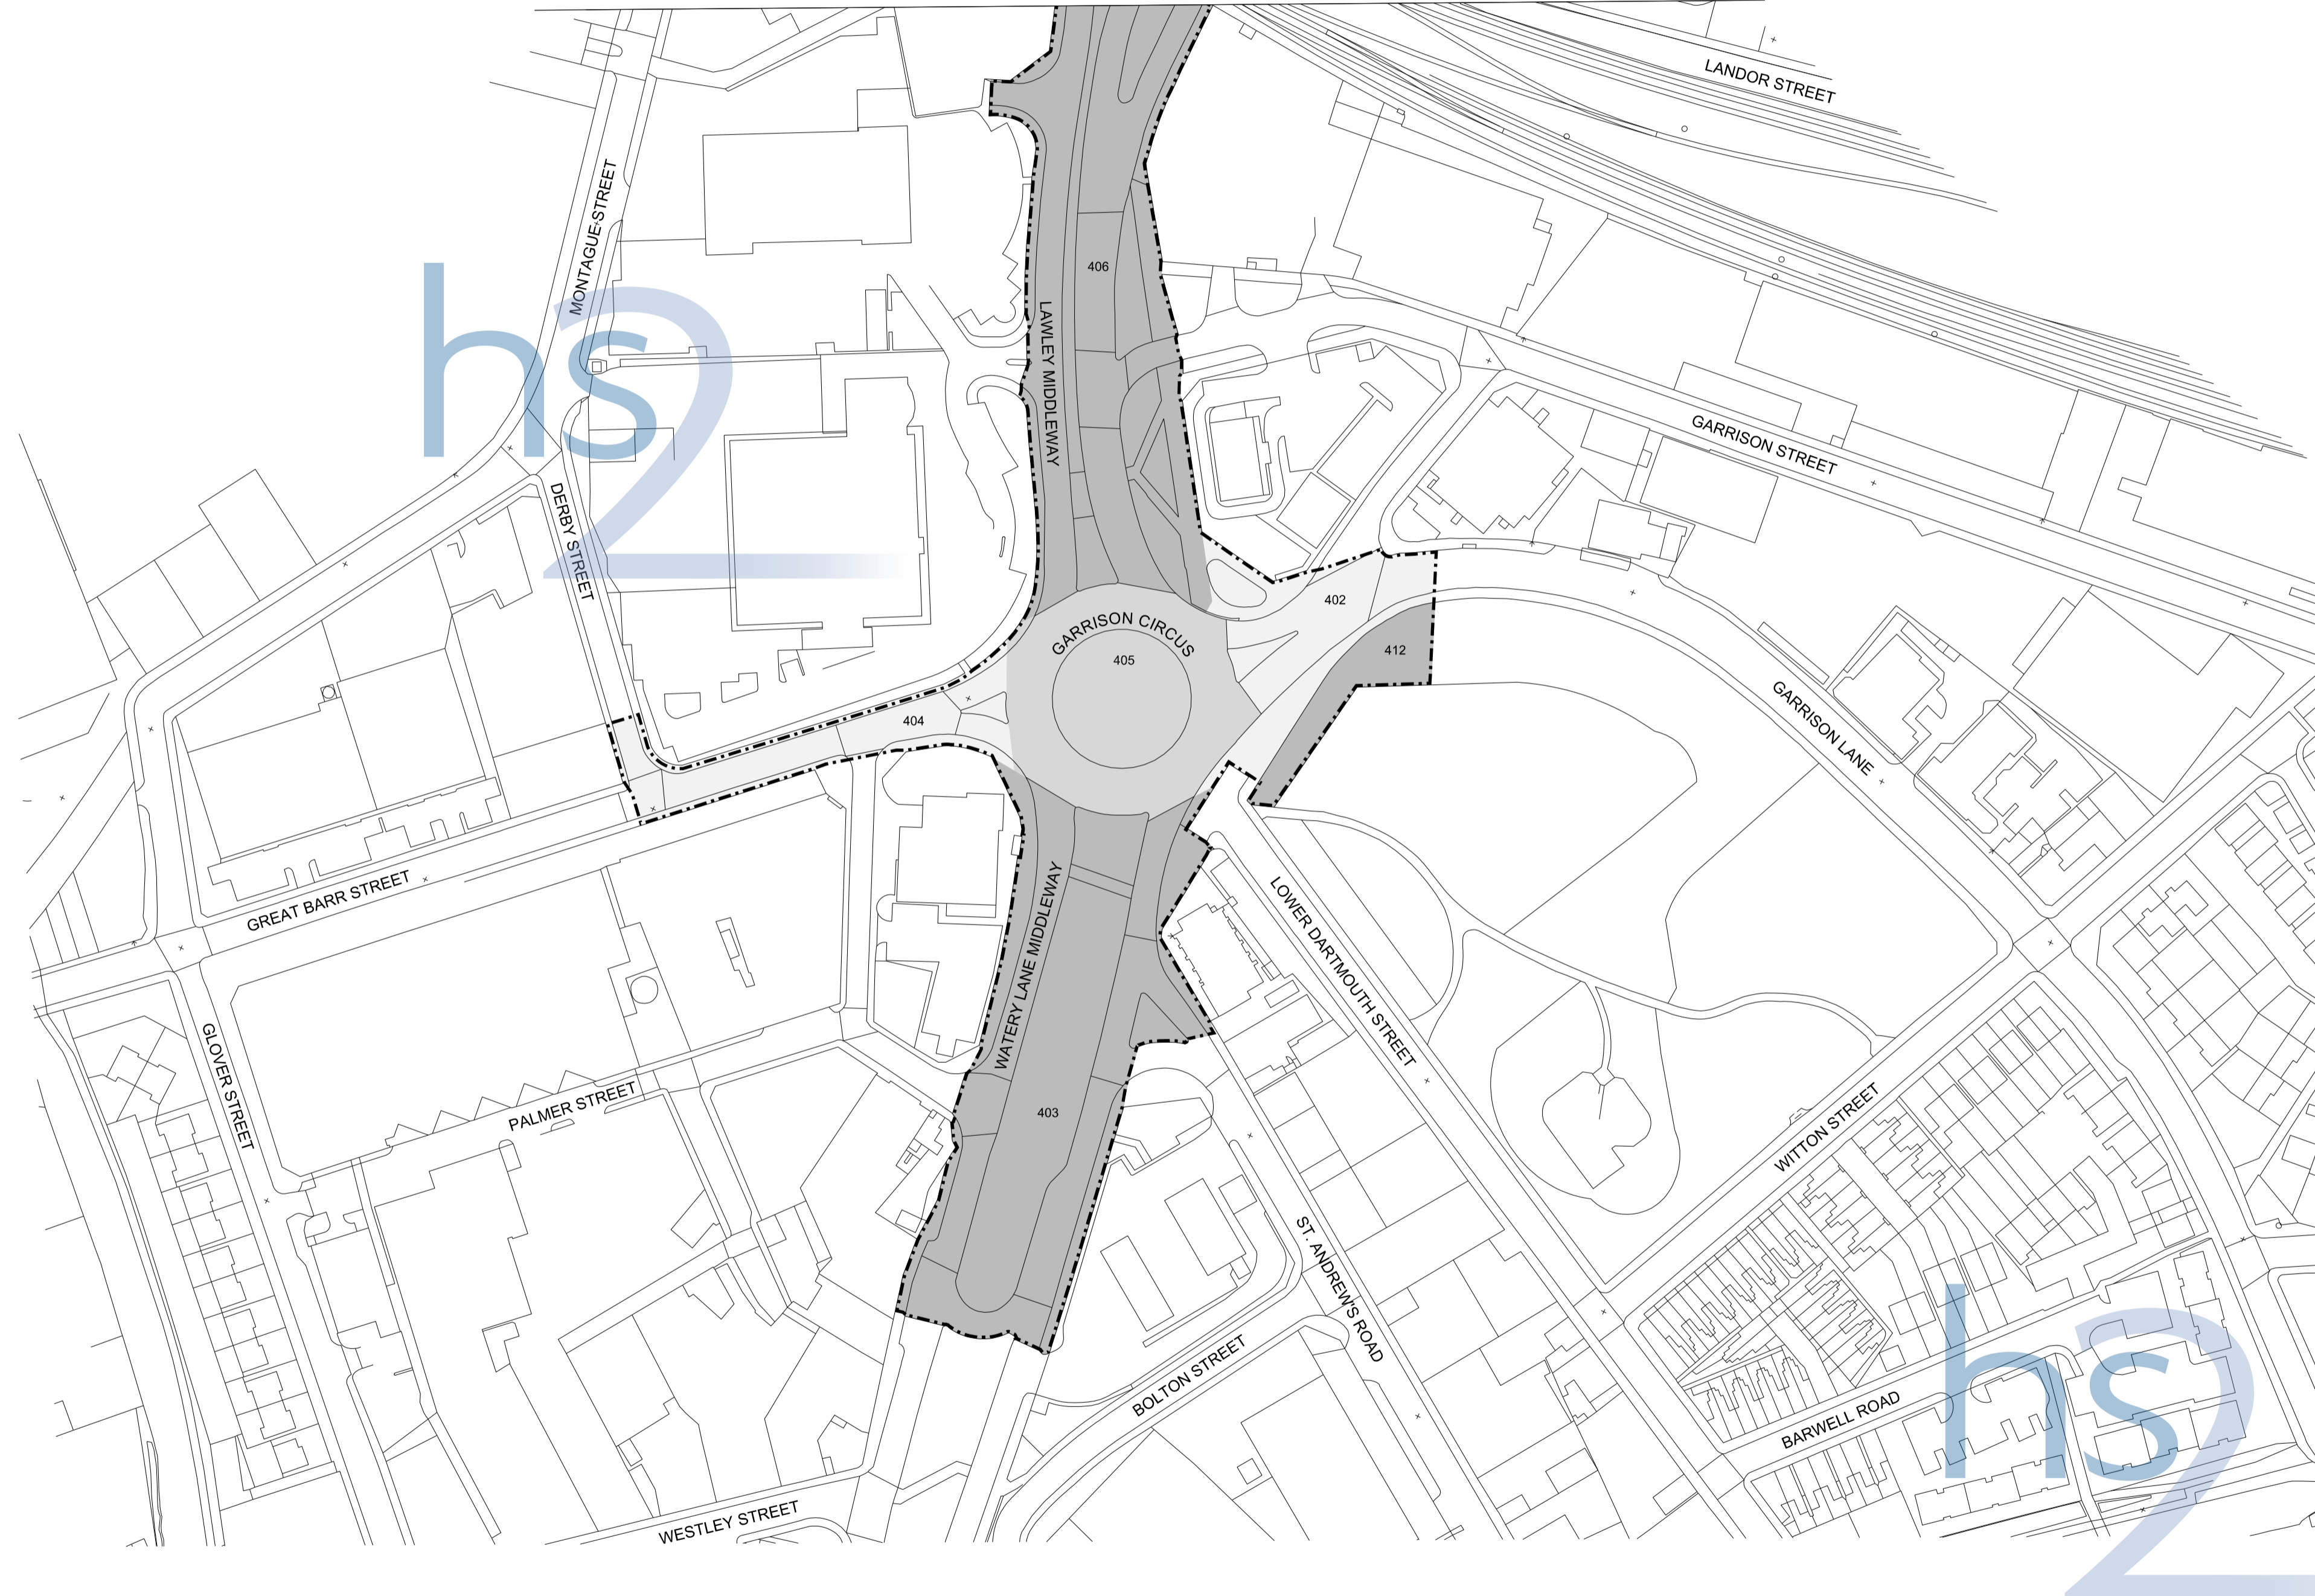 LANDOR STREET
MONTAGUE STREET
hs2
406
LAWLEY MIDDLEWAY
GARRISON STREET
DERBY STREET
402
GARRISON CIRCUS
405
412
404
GARRISON LANE
GREAT BARR STREET
WATERY LANE MIDDLEWAY
LOWER DARTMOUTH STREET
GLOVER STREET
PALMER STREET
403
WITTON STREET
ST. ANDREW'S ROAD
BOLTON STREET
hs2
BARWELL ROAD
WESTLEY STREET